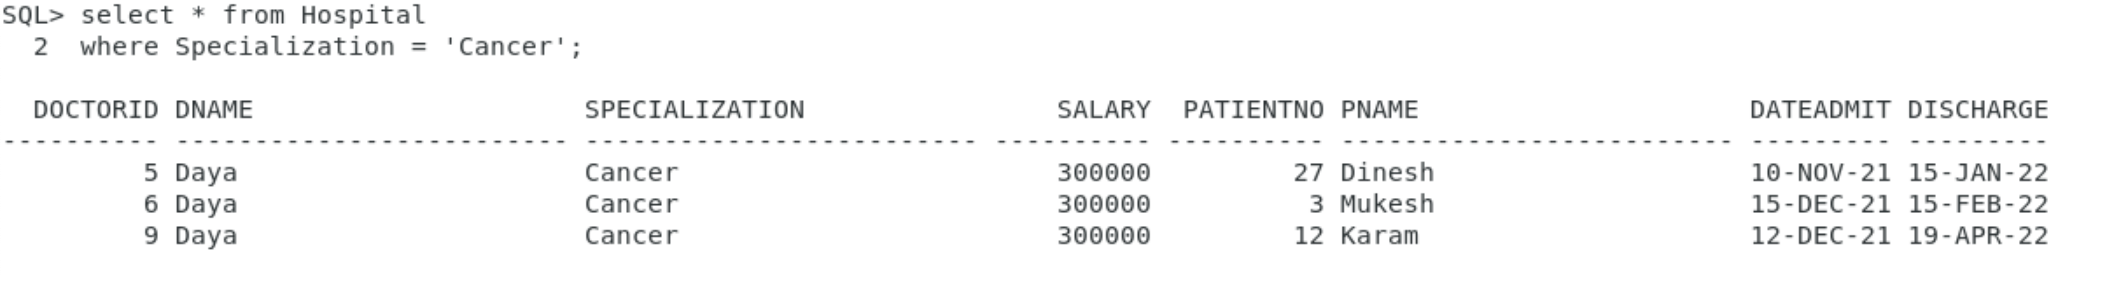 SQL> select * from Hospital
  2  where Specialization = 'Cancer';

  DOCTORID DNAME                     SPECIALIZATION                SALARY  PATIENTNO PNAME                     DATEADMIT DISCHARGE
---------- ------------------------- ------------------------- ---------- ---------- ------------------------- --------- ---------
         5 Daya                      Cancer                        300000         27 Dinesh                    10-NOV-21 15-JAN-22
         6 Daya                      Cancer                        300000          3 Mukesh                    15-DEC-21 15-FEB-22
         9 Daya                      Cancer                        300000         12 Karam                     12-DEC-21 19-APR-22